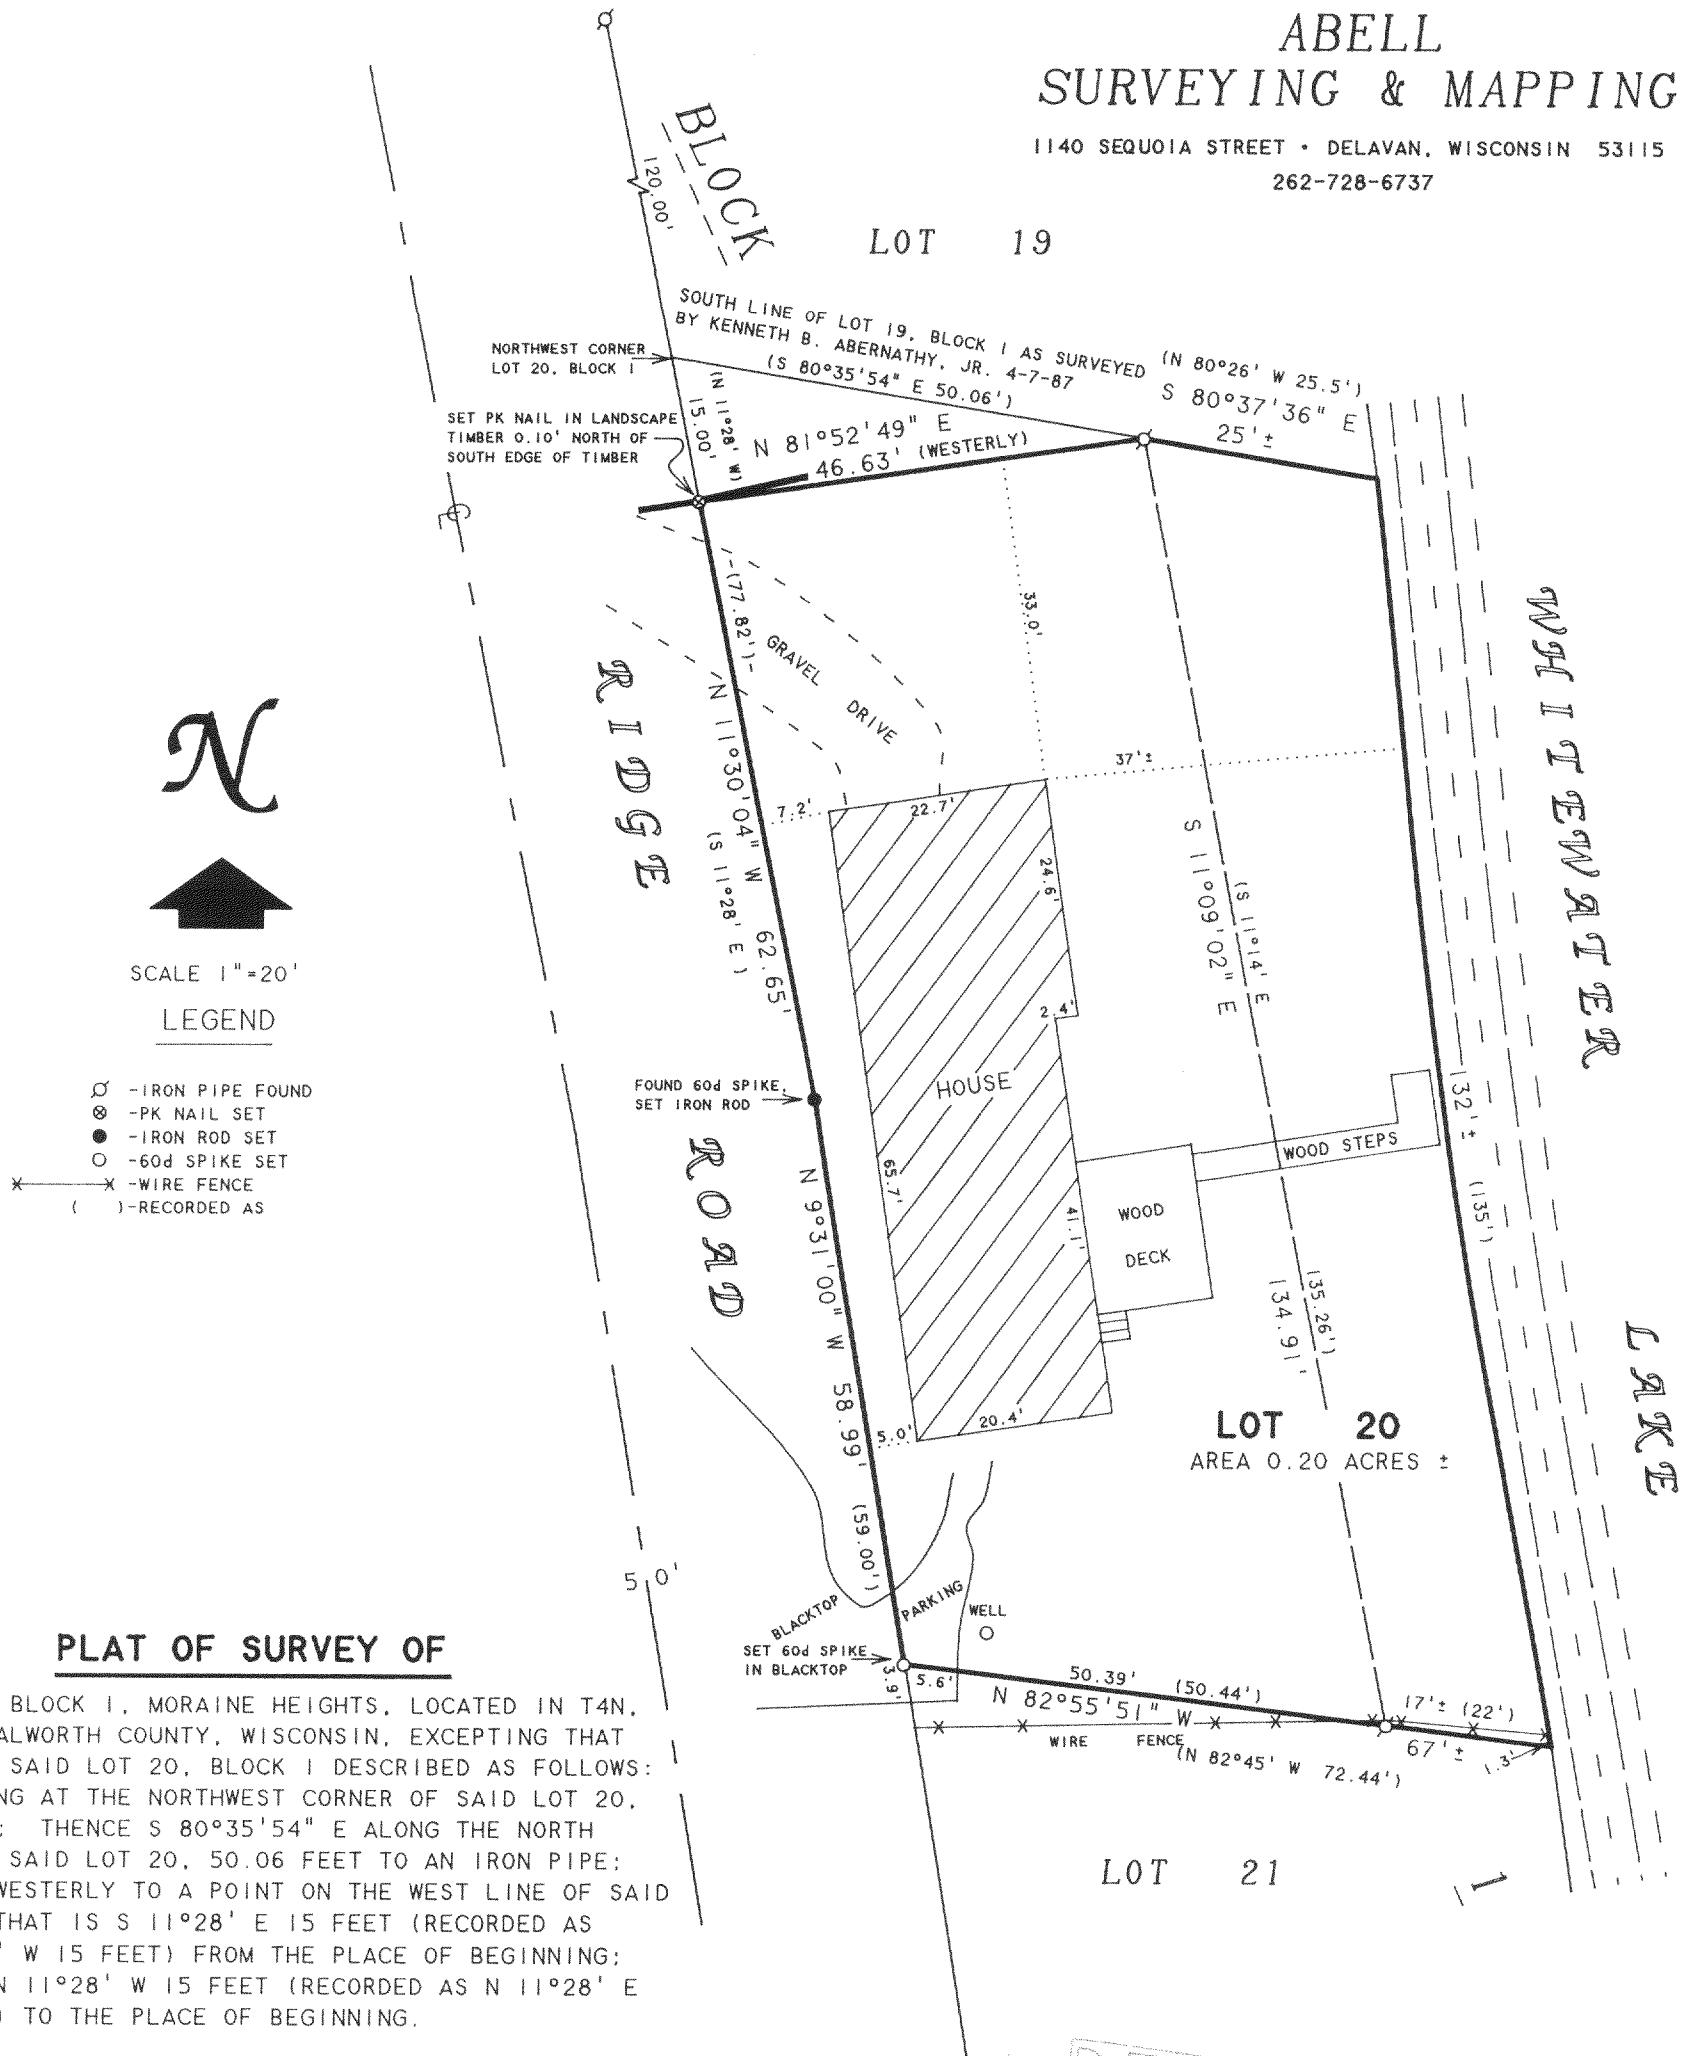 ABELL
SURVEYING & MAPPING
1140 SEQUOIA STREET • DELAVAN, WISCONSIN 53115
262-728-6737
BLOCK
120.00'
LOT 19
SOUTH LINE OF LOT 19, BLOCK 1 AS SURVEYED
BY KENNETH B. ABERNATHY, JR. 4-7-87
(S 80°35'54" E 50.06')
(N 80°26' W 25.5')
S 80°37'36" E
25'±
NORTHWEST CORNER
LOT 20, BLOCK 1
SET PK NAIL IN LANDSCAPE
TIMBER 0.10' NORTH OF
SOUTH EDGE OF TIMBER
(N 11°28' W)
15.00'
N 81°52'49" E
46.63' (WESTERLY)
℄
(77.82')
GRAVEL
DRIVE
33.0'
37'±
RIDGE
ROAD
WHITEWATER
LAKE
N
SCALE 1"=20'
LEGEND
-IRON PIPE FOUND
-PK NAIL SET
-IRON ROD SET
-60d SPIKE SET
X X -WIRE FENCE
( )-RECORDED AS
N 11°30'04" W 62.65'
(S 11°28' E)
7.2'
22.7'
24.6'
2.4'
HOUSE
65.7'
41.1'
20.4'
5.0'
(S 11°14' E
S 11°09'02" E
135.26')
134.91'
FOUND 60d SPIKE,
SET IRON ROD
N 9°31'00" W 58.99' (59.00')
WOOD STEPS
WOOD
DECK
132'± (135')
LOT 20
AREA 0.20 ACRES ±
50'
BLACKTOP
PARKING
WELL
SET 60d SPIKE
IN BLACKTOP
3.9'
5.6'
50.39' (50.44')
N 82°55'51" W
17'± (22')
67'±
1.3'
WIRE FENCE
(N 82°45' W 72.44')
LOT 21
1
PLAT OF SURVEY OF
BLOCK 1, MORAINE HEIGHTS, LOCATED IN T4N,
ALWORTH COUNTY, WISCONSIN, EXCEPTING THAT
SAID LOT 20, BLOCK 1 DESCRIBED AS FOLLOWS:
NG AT THE NORTHWEST CORNER OF SAID LOT 20,
; THENCE S 80°35'54" E ALONG THE NORTH
SAID LOT 20, 50.06 FEET TO AN IRON PIPE;
WESTERLY TO A POINT ON THE WEST LINE OF SAID
THAT IS S 11°28' E 15 FEET (RECORDED AS
' W 15 FEET) FROM THE PLACE OF BEGINNING;
N 11°28' W 15 FEET (RECORDED AS N 11°28' E
) TO THE PLACE OF BEGINNING.